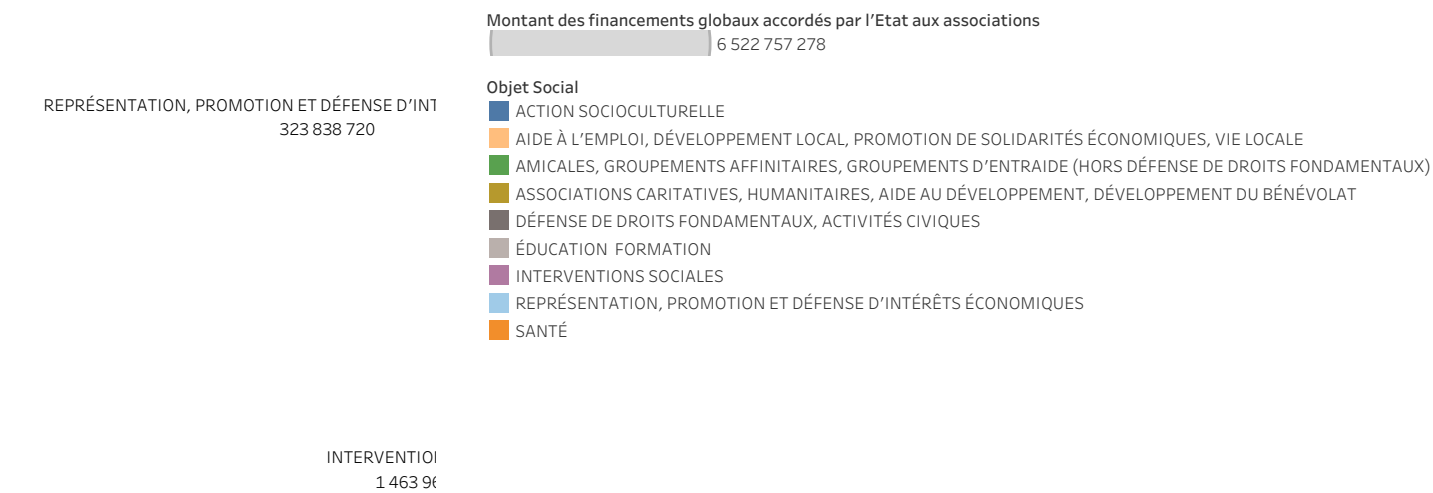 Montant des financements globaux accordés par l'Etat aux associations
6 522 757 278
Objet Social
REPRÉSENTATION, PROMOTION ET DÉFENSE D'INT
323 838 720
ACTION SOCIOCULTURELLE
AIDE À L'EMPLOI, DÉVELOPPEMENT LOCAL, PROMOTION DE SOLIDARITÉS ÉCONOMIQUES, VIE LOCALE
AMICALES, GROUPEMENTS AFFINITAIRES, GROUPEMENTS D'ENTRAIDE (HORS DÉFENSE DE DROITS FONDAMENTAUX)
ASSOCIATIONS CARITATIVES, HUMANITAIRES, AIDE AU DÉVELOPPEMENT, DÉVELOPPEMENT DU BÉNÉVOLAT
DÉFENSE DE DROITS FONDAMENTAUX, ACTIVITÉS CIVIQUES
ÉDUCATION FORMATION
INTERVENTIONS SOCIALES
REPRÉSENTATION, PROMOTION ET DÉFENSE D'INTÉRÊTS ÉCONOMIQUES
SANTÉ
INTERVENTIO
1 463 96